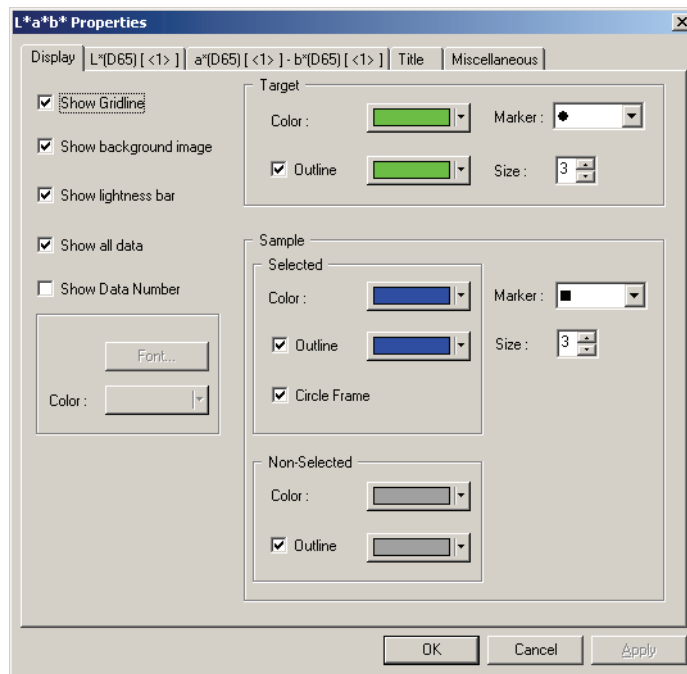 L*a*b* Properties
Display L*(D65) [ <1> ] a*(D65) [ <1> ] - b*(D65) [ <1> ] Title Miscellaneous
Show Gridline
Show background image
Show lightness bar
Show all data
Show Data Number
Font...
Color :
Target
Color :
Marker :
Outline
Size :
3
Sample
Selected
Color :
Marker :
Outline
Size :
3
Circle Frame
Non-Selected
Color :
Outline
OK Cancel Apply